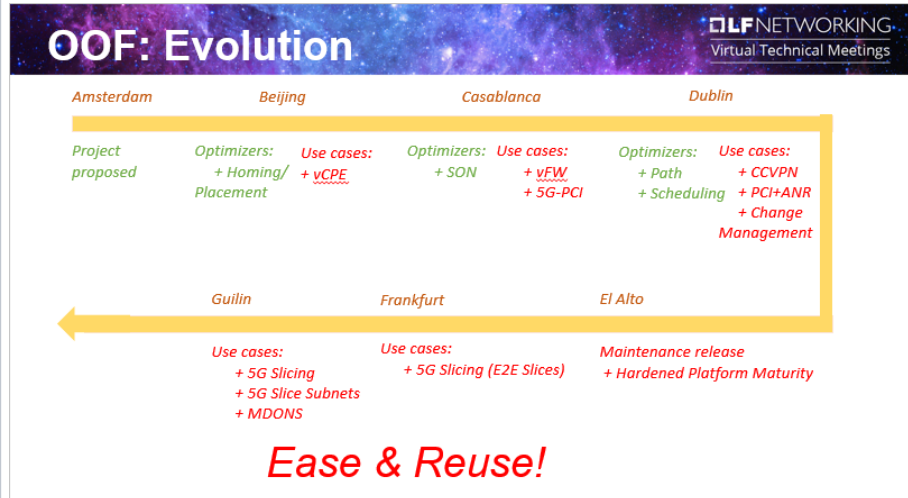 OOF: Evolution
LFNETWORKING
Virtual Technical Meetings
Amsterdam
Beijing
Casablanca
Dublin
Project
proposed
Optimizers:
+ Homing/
Placement
Use cases:
+ vCPE
Optimizers:
+ SON
Use cases:
+ vFW
+ 5G-PCI
Optimizers:
+ Path
+ Scheduling
Use cases:
+ CCVPN
+ PCI+ANR
+ Change
Management
Guilin
Frankfurt
El Alto
Use cases:
+ 5G Slicing
+ 5G Slice Subnets
+ MDONS
Use cases:
+ 5G Slicing (E2E Slices)
Maintenance release
+ Hardened Platform Maturity
Ease & Reuse!